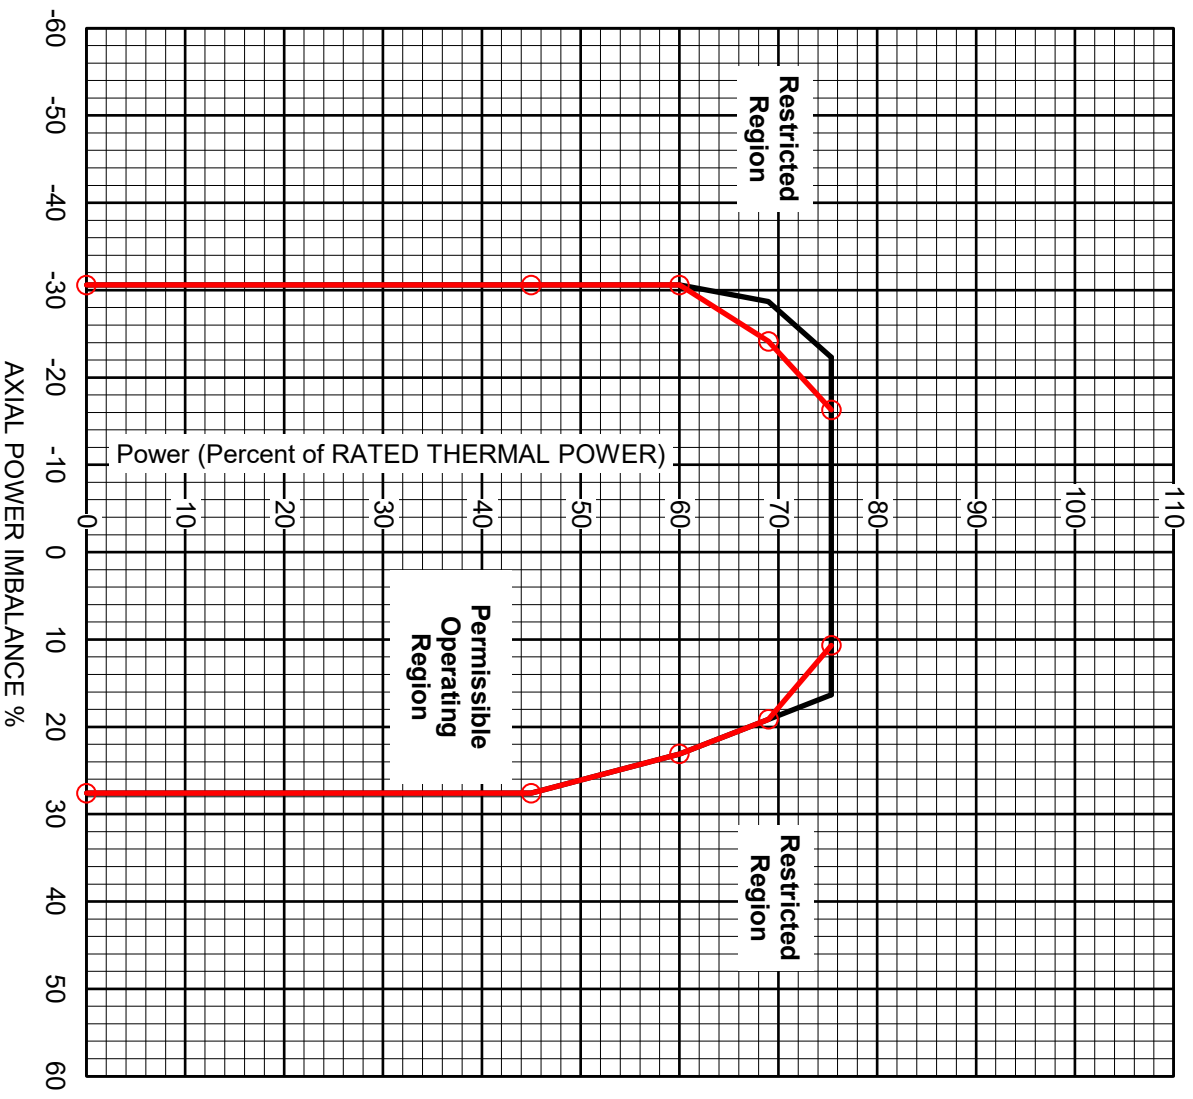 110
100
90
80
70
60
50
40
30
20
10
0
Power (Percent of RATED THERMAL POWER)
Restricted
Region
Restricted
Region
Permissible
Operating
Region
-60
-50
-40
-30
-20
-10
0
10
20
30
40
50
60
AXIAL POWER IMBALANCE %